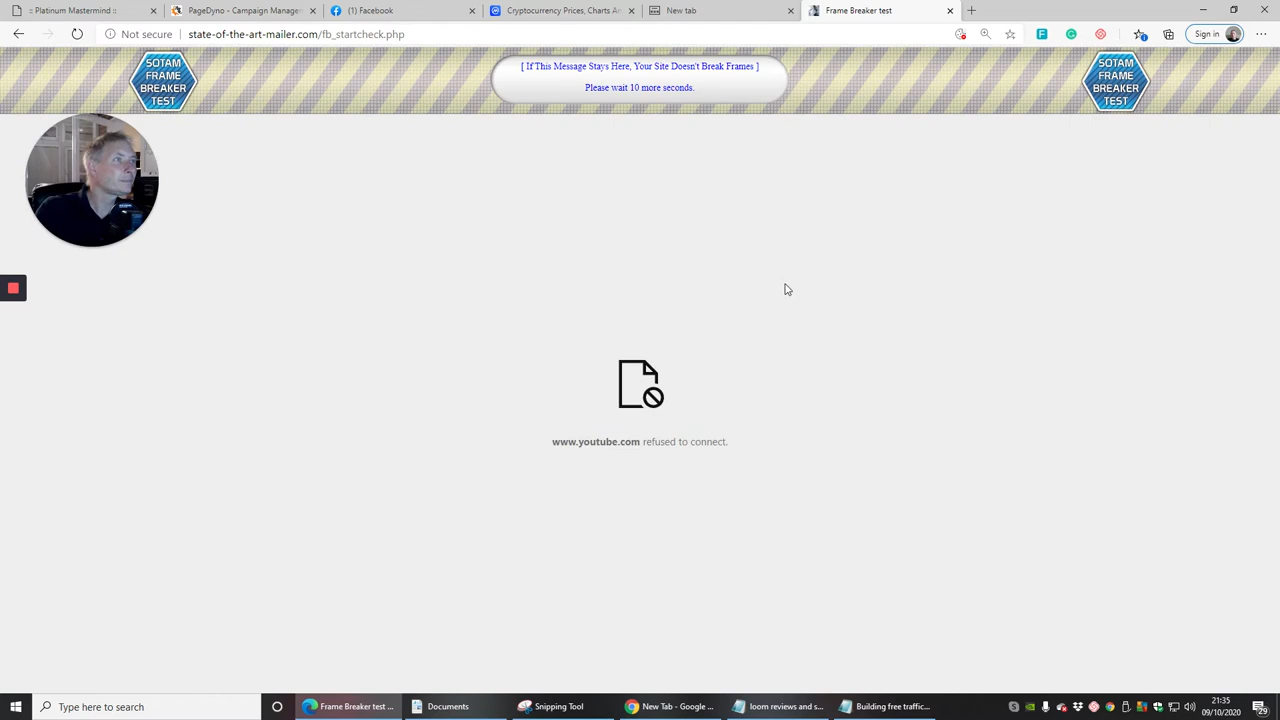 :: Platinum Mastermind ::
PageDyno - Campaign Manageme
(1) Facebook
Cryptocurrency Prices, Charts An
New tab
Frame Breaker test
Not secure
state-of-the-art-mailer.com/fb_startcheck.php
Sign in
SOTAM
FRAME
BREAKER
TEST
[ If This Message Stays Here, Your Site Doesn't Break Frames ]
Please wait 10 more seconds.
SOTAM
FRAME
BREAKER
TEST
www.youtube.com refused to connect.
Type here to search
Frame Breaker test ...
Documents
Snipping Tool
New Tab - Google ...
loom reviews and s...
Building free traffic...
21:35
09/10/2020